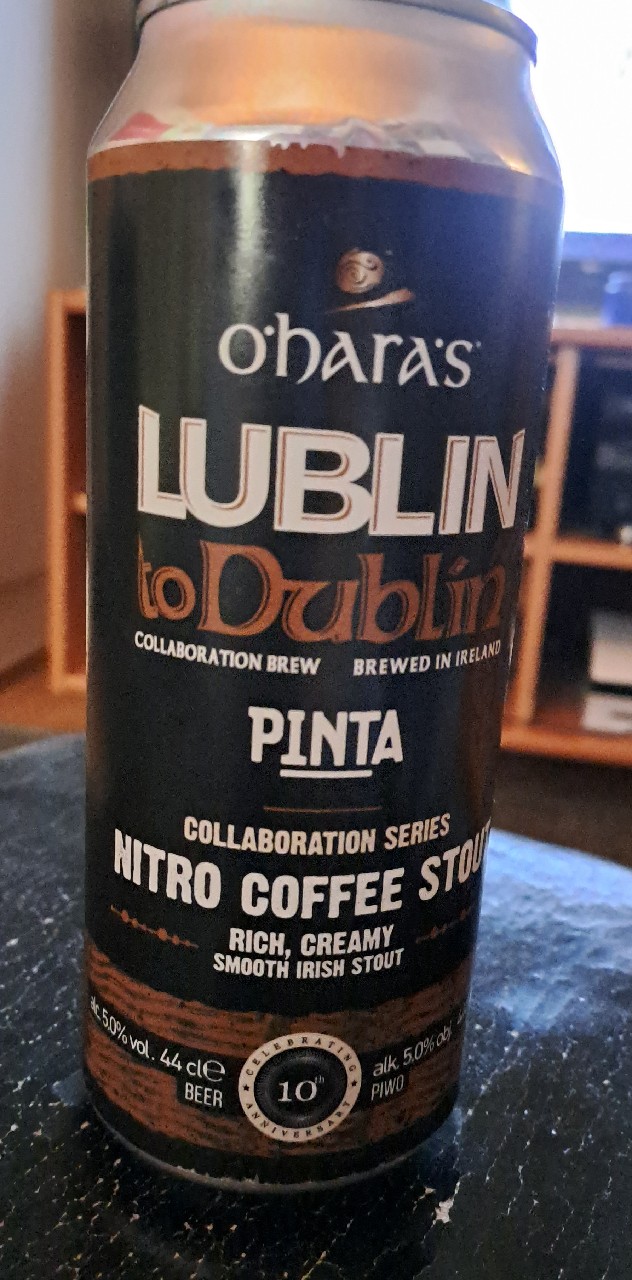 O'HARA'S
LUBLIN
to Dublin
COLLABORATION BREW BREWED IN IRELAND
PINTA
COLLABORATION SERIES
NITRO COFFEE STOUT
RICH, CREAMY
SMOOTH IRISH STOUT
alc 5.0% vol. 44 cl e
BEER
CELEBRATING
10th
ANNIVERSARY
alk. 5.0% obj.
PIWO